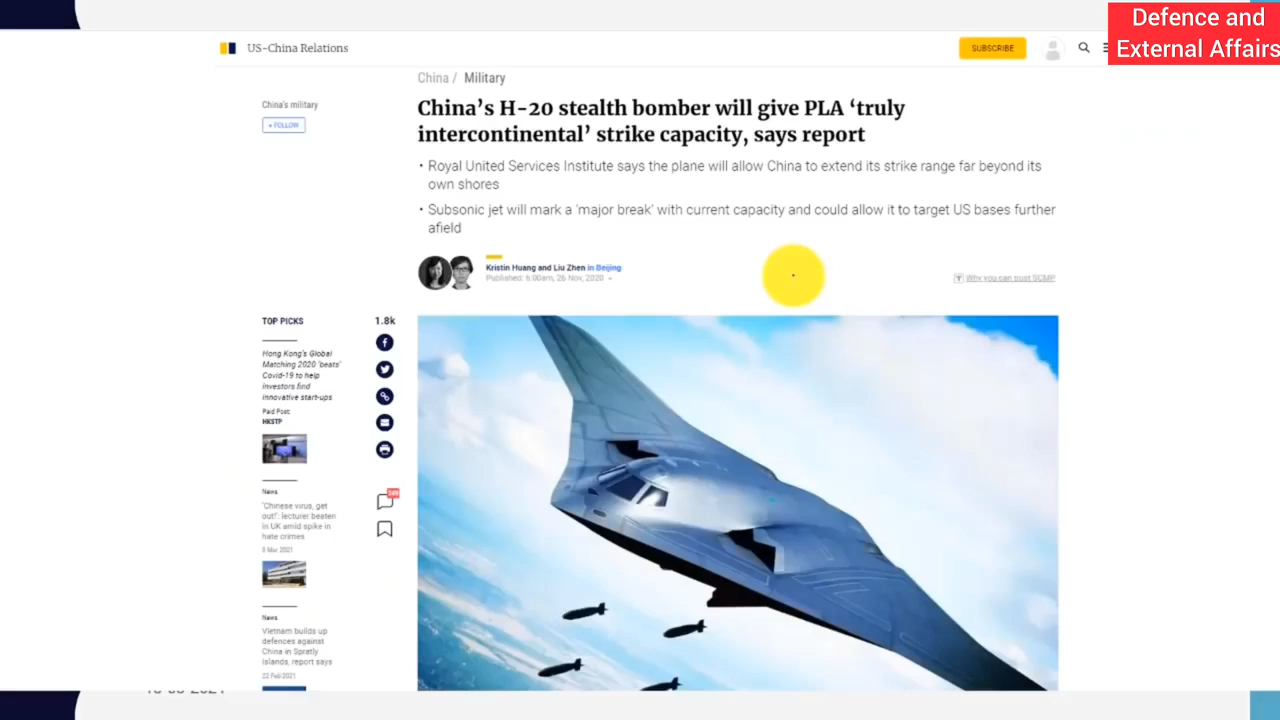 Defence and
External Affairs
US-China Relations
SUBSCRIBE
China / Military
China's military
+ FOLLOW
China's H-20 stealth bomber will give PLA 'truly
intercontinental' strike capacity, says report
• Royal United Services Institute says the plane will allow China to extend its strike range far beyond its
own shores
• Subsonic jet will mark a 'major break' with current capacity and could allow it to target US bases further
afield
Kristin Huang and Liu Zhen in Beijing
Published: 6:00am, 26 Nov, 2020
Why you can trust SCMP
TOP PICKS
1.8k
Hong Kong's Global
Matching 2020 'beats'
Covid-19 to help
investors find
innovative start-ups
Paid Post:
HKSTP
News
'Chinese virus, get
out!': lecturer beaten
in UK amid spike in
hate crimes
Mar 2021
News
Vietnam builds up
defences against
China in Spratly
Islands, report says
22 Feb 2021